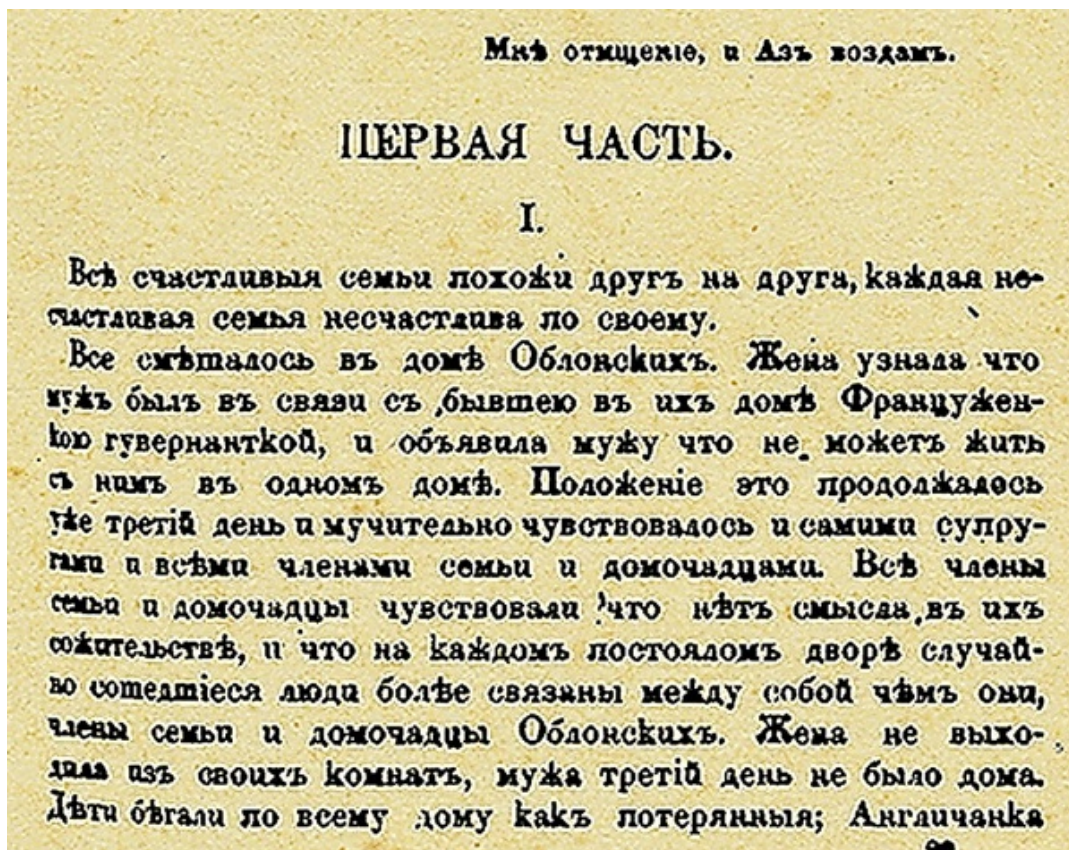 Мнѣ отмщеніе, и Азъ воздамъ.
ПЕРВАЯ ЧАСТЬ.
I.
Всѣ счастливыя семьи похожи другъ на друга, каждая не-
счастливая семья несчастлива по своему.
Все смѣшалось въ домѣ Облонскихъ. Жена узнала что
мужъ былъ въ связи съ бывшею въ ихъ домѣ Француженкою-
кою гувернанткой, и объявила мужу что не можетъ жить
съ нимъ въ одномъ домѣ. Положеніе это продолжалось
уже третій день и мучительно чувствовалось и самими супру-
гами и всѣми членами семьи и домочадцами. Всѣ члены
семьи и домочадцы чувствовали что нѣтъ смысла въ ихъ
сожительствѣ, и что на каждомъ постояломъ дворѣ случай-
но сошедшіеся люди болѣе связаны между собой чѣмъ они,
члены семьи и домочадцы Облонскихъ. Жена не выхо-
дила изъ своихъ комнатъ, мужа третій день не было дома.
Дѣти бѣгали по всему дому какъ потерянныя; Англичанка